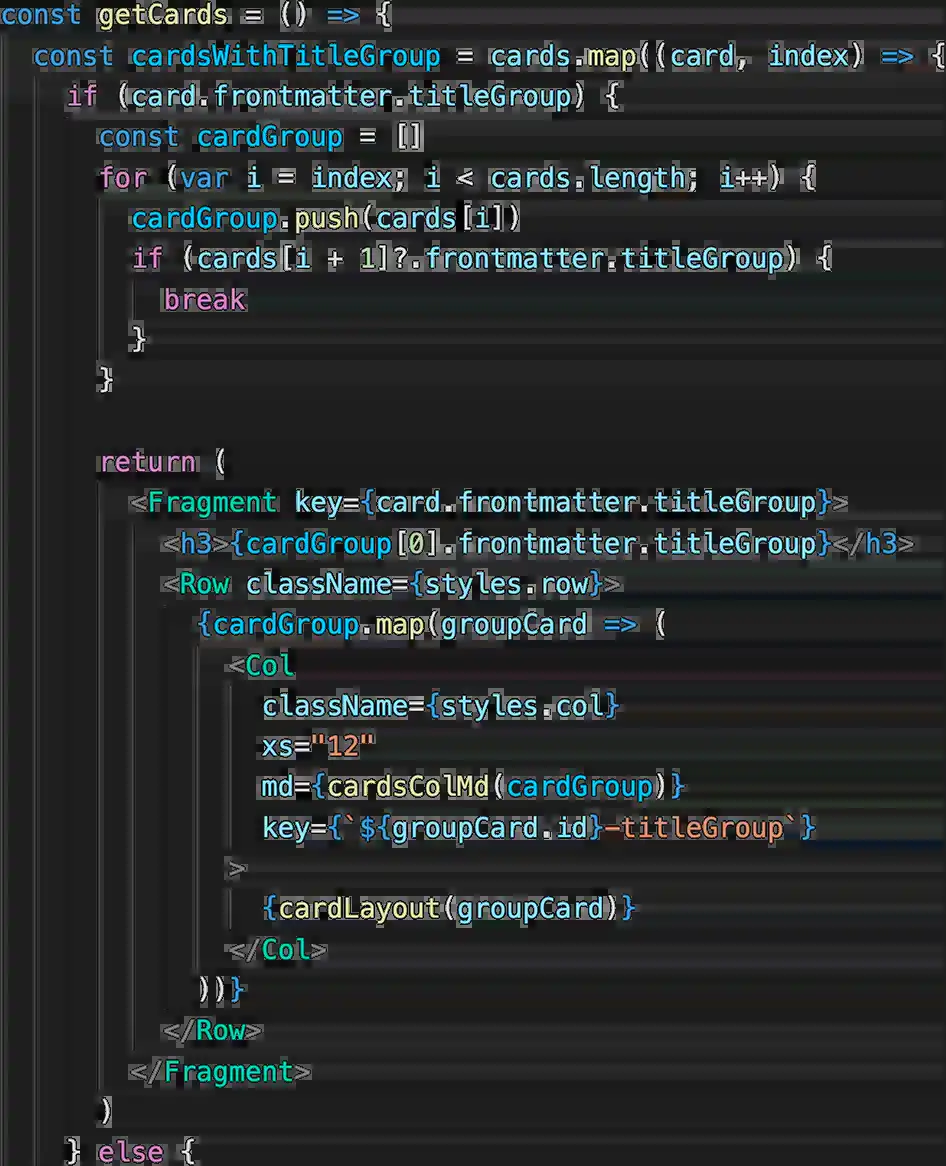 const getCards = () => {
  const cardsWithTitleGroup = cards.map((card, index) => {
    if (card.frontmatter.titleGroup) {
      const cardGroup = []
      for (var i = index; i < cards.length; i++) {
        cardGroup.push(cards[i])
        if (cards[i + 1]?.frontmatter.titleGroup) {
          break
        }
      }

      return (
        <Fragment key={card.frontmatter.titleGroup}>
          <h3>{cardGroup[0].frontmatter.titleGroup}</h3>
          <Row className={styles.row}>
            {cardGroup.map(groupCard => (
              <Col
                className={styles.col}
                xs="12"
                md={cardsColMd(cardGroup)}
                key={`${groupCard.id}-titleGroup`}
              >
                {cardLayout(groupCard)}
              </Col>
            ))}
          </Row>
        </Fragment>
      )
    } else {